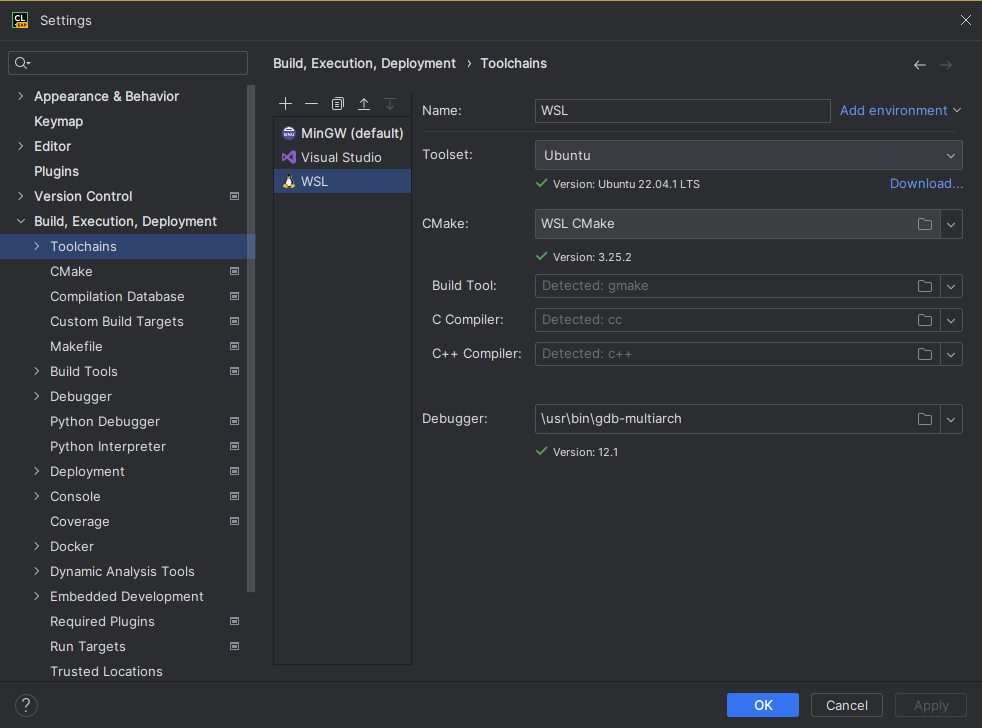 CL
EAP
Settings
Appearance & Behavior
Keymap
Editor
Plugins
Version Control
Build, Execution, Deployment
Toolchains
CMake
Compilation Database
Custom Build Targets
Makefile
Build Tools
Debugger
Python Debugger
Python Interpreter
Deployment
Console
Coverage
Docker
Dynamic Analysis Tools
Embedded Development
Required Plugins
Run Targets
Trusted Locations
Build, Execution, Deployment › Toolchains
MinGW (default)
Visual Studio
WSL
Name: WSL Add environment
Toolset: Ubuntu
Version: Ubuntu 22.04.1 LTS Download...
CMake: WSL CMake
Version: 3.25.2
Build Tool: Detected: gmake
C Compiler: Detected: cc
C++ Compiler: Detected: c++
Debugger: \usr\bin\gdb-multiarch
Version: 12.1
? OK Cancel Apply